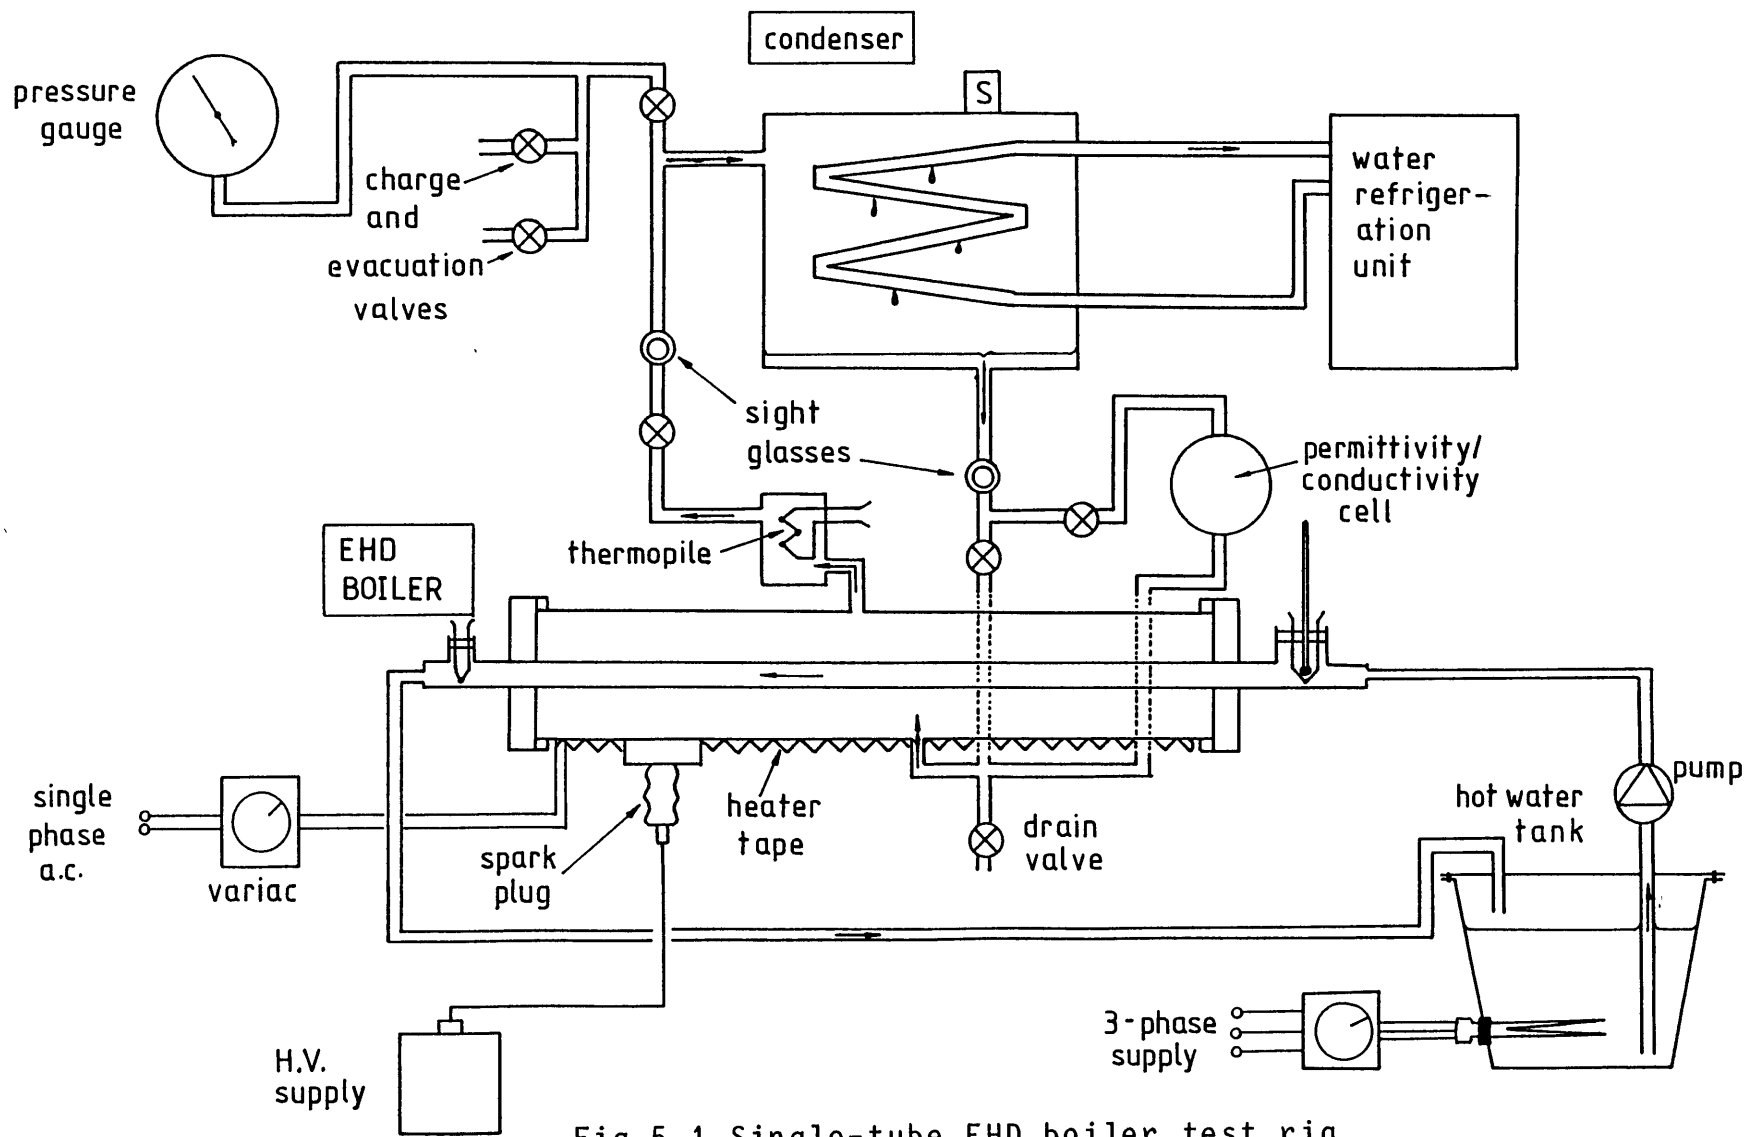 condenser
pressure
gauge
S
charge
and
evacuation
valves
water
refriger-
ation
unit
sight
glasses
permittivity/
conductivity
cell
EHD
BOILER
thermopile
single
phase
a.c.
variac
spark
plug
heater
tape
drain
valve
hot water
tank
pump
H.V.
supply
3-phase
supply
Fig 5.1 Single-tube EHD boiler test rig